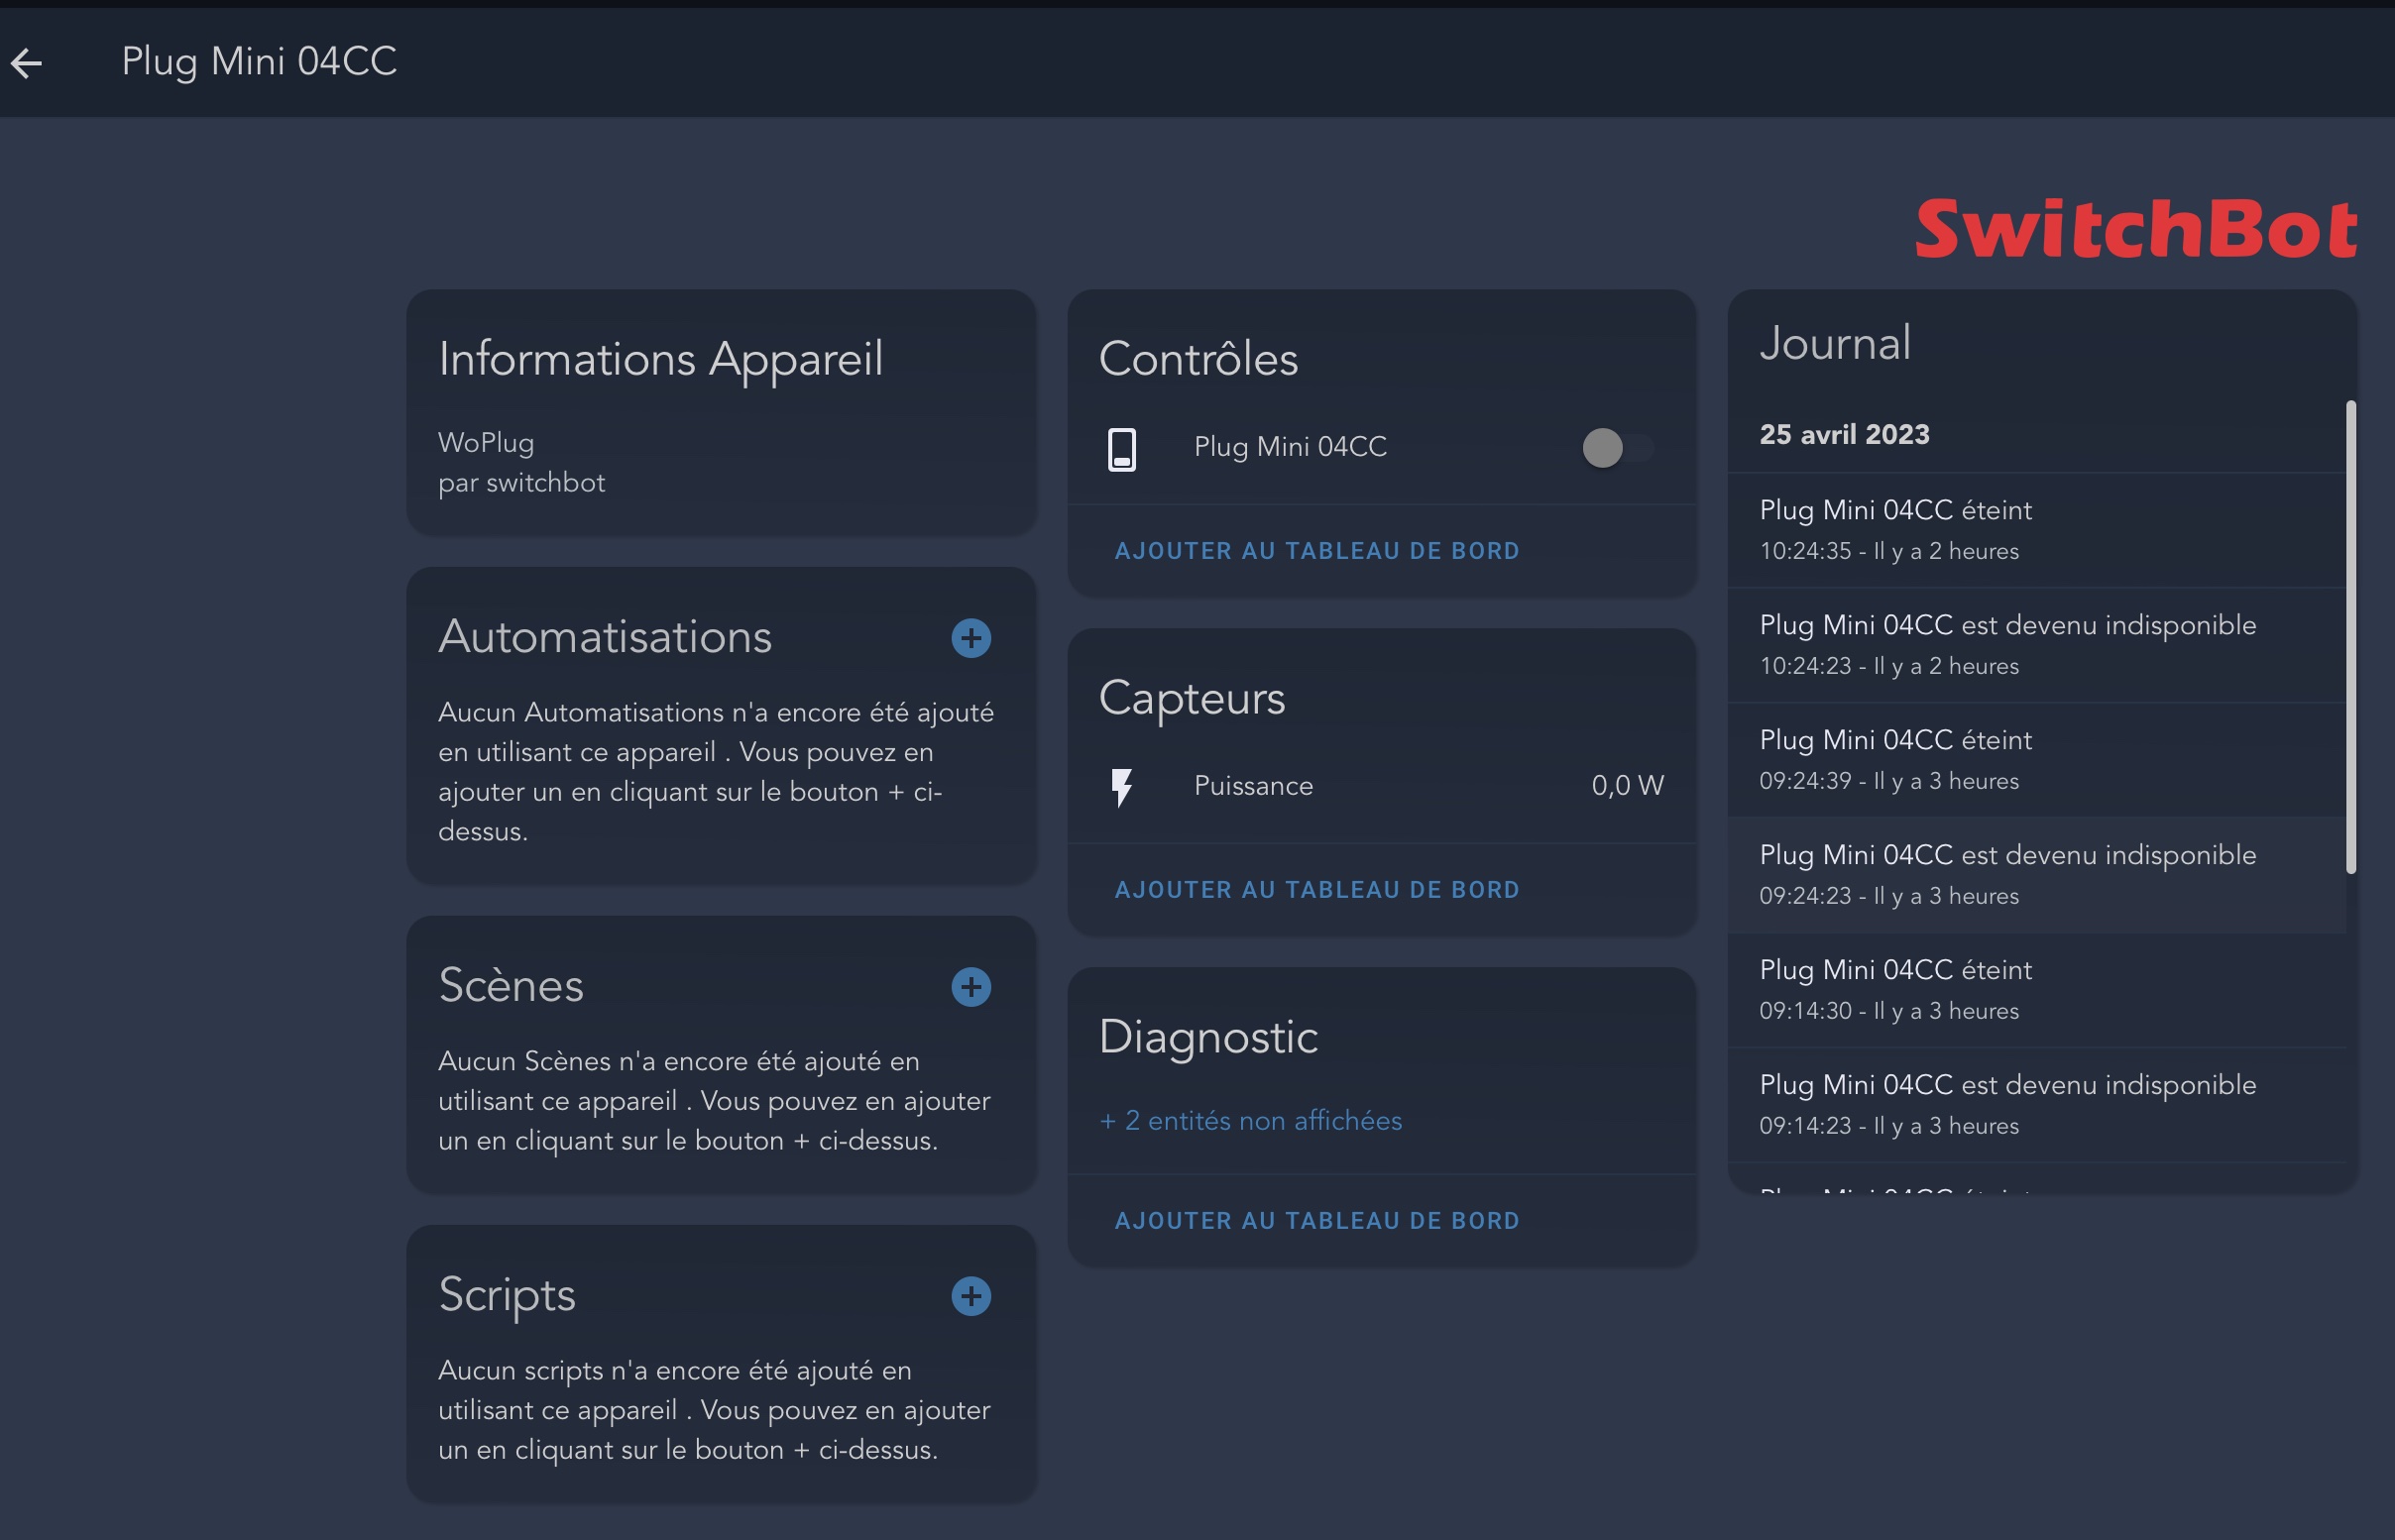 Plug Mini 04CC
SwitchBot
Informations Appareil
WoPlug
par switchbot
Automatisations
Aucun Automatisations n'a encore été ajouté
en utilisant ce appareil . Vous pouvez en
ajouter un en cliquant sur le bouton + ci-
dessus.
Scènes
Aucun Scènes n'a encore été ajouté en
utilisant ce appareil . Vous pouvez en ajouter
un en cliquant sur le bouton + ci-dessus.
Scripts
Aucun scripts n'a encore été ajouté en
utilisant ce appareil . Vous pouvez en ajouter
un en cliquant sur le bouton + ci-dessus.
Contrôles
Plug Mini 04CC
AJOUTER AU TABLEAU DE BORD
Capteurs
Puissance 0,0 W
AJOUTER AU TABLEAU DE BORD
Diagnostic
+ 2 entités non affichées
AJOUTER AU TABLEAU DE BORD
Journal
25 avril 2023
Plug Mini 04CC éteint
10:24:35 - Il y a 2 heures
Plug Mini 04CC est devenu indisponible
10:24:23 - Il y a 2 heures
Plug Mini 04CC éteint
09:24:39 - Il y a 3 heures
Plug Mini 04CC est devenu indisponible
09:24:23 - Il y a 3 heures
Plug Mini 04CC éteint
09:14:30 - Il y a 3 heures
Plug Mini 04CC est devenu indisponible
09:14:23 - Il y a 3 heures